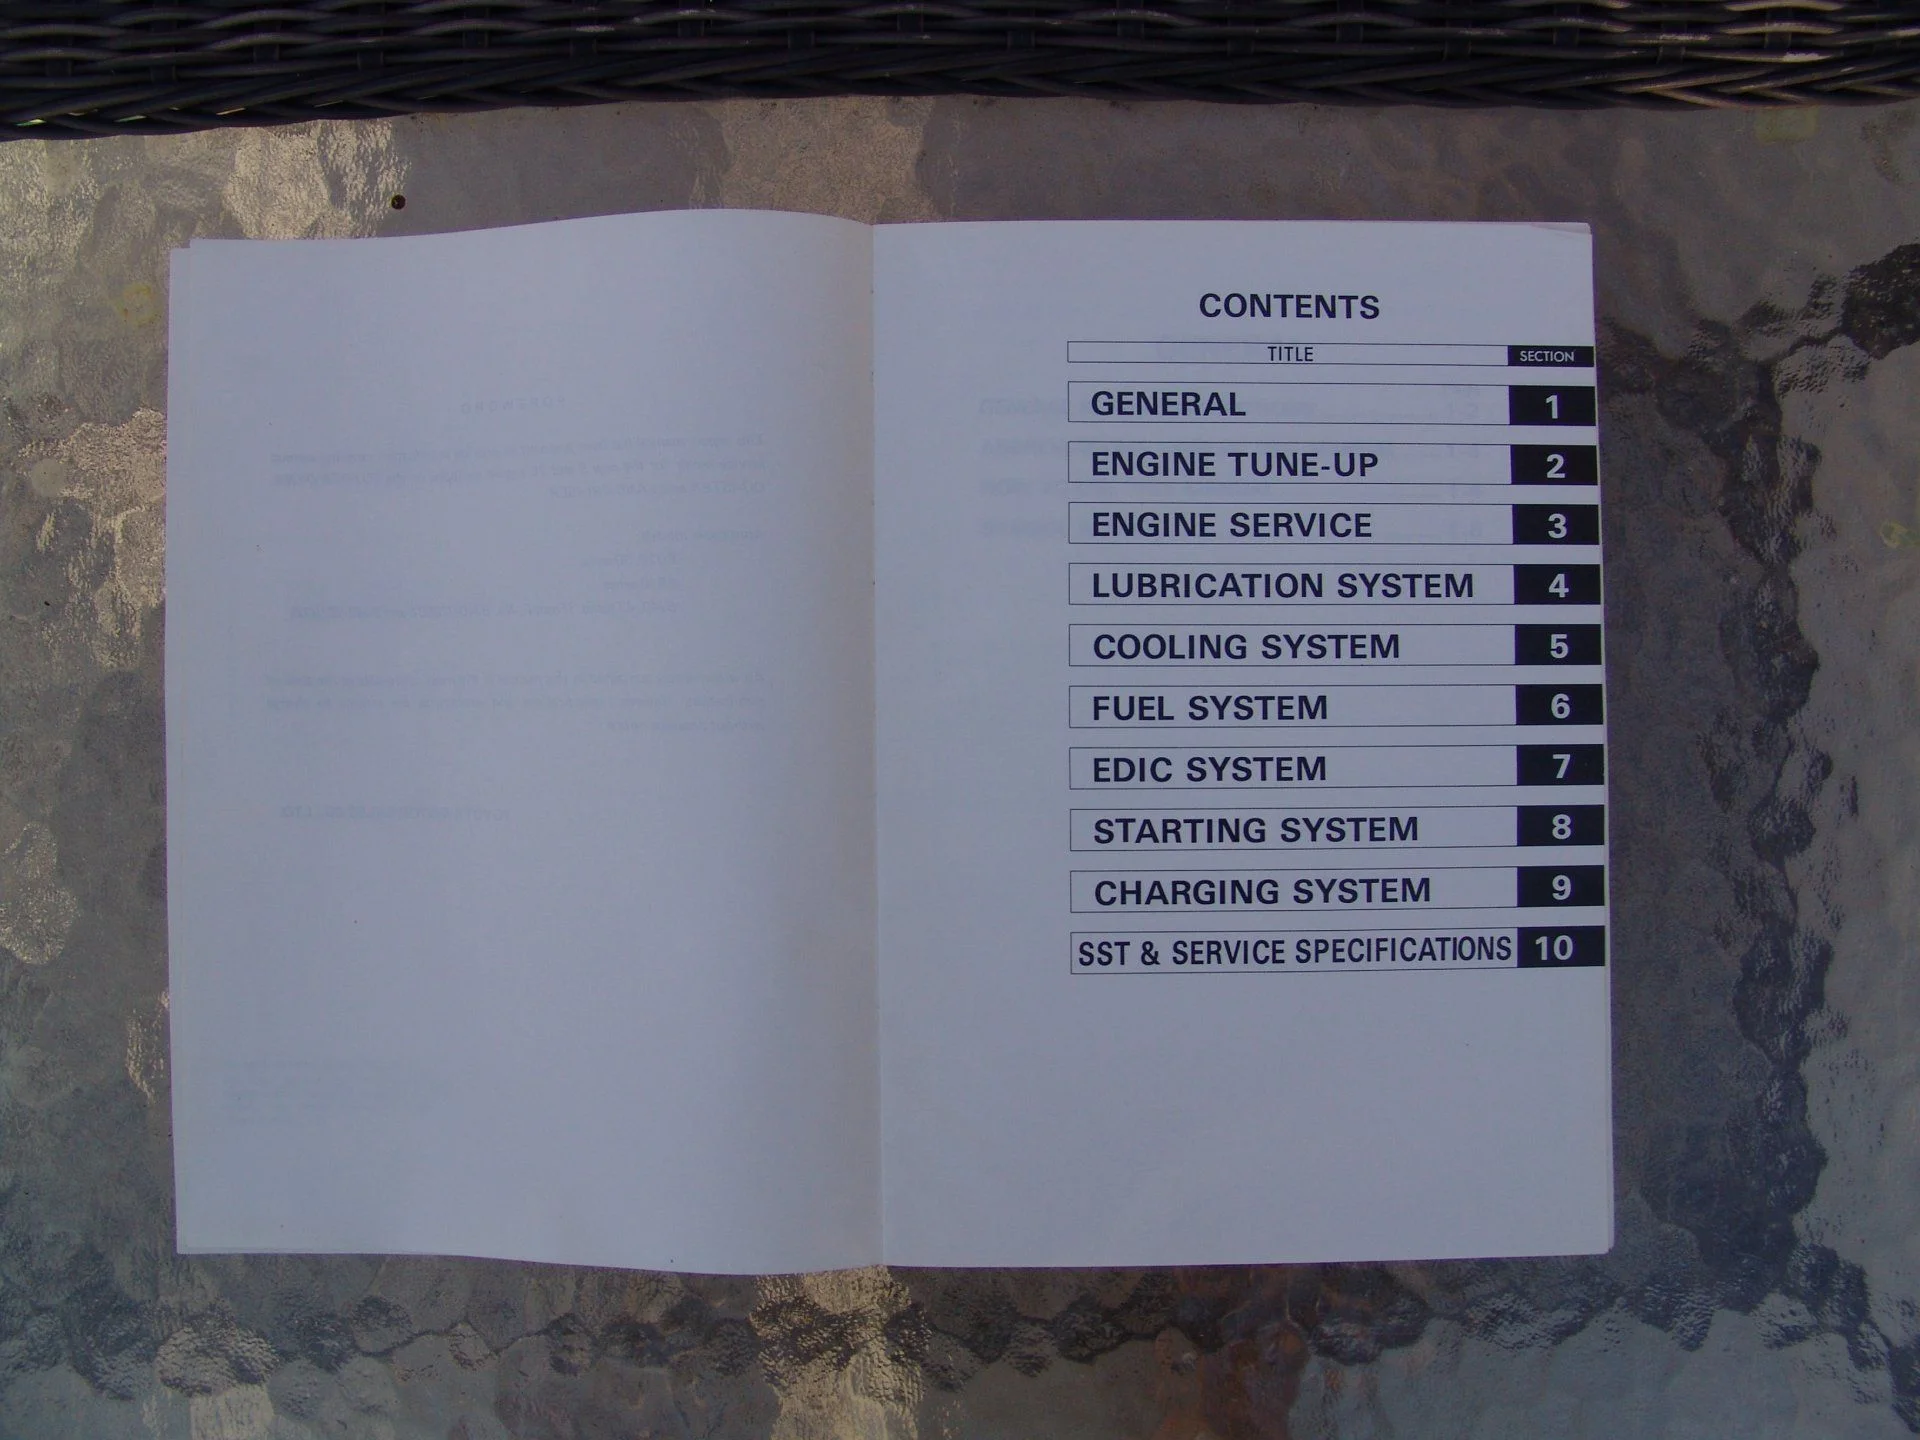 CONTENTS
TITLE SECTION
GENERAL 1
ENGINE TUNE-UP 2
ENGINE SERVICE 3
LUBRICATION SYSTEM 4
COOLING SYSTEM 5
FUEL SYSTEM 6
EDIC SYSTEM 7
STARTING SYSTEM 8
CHARGING SYSTEM 9
SST & SERVICE SPECIFICATIONS 10